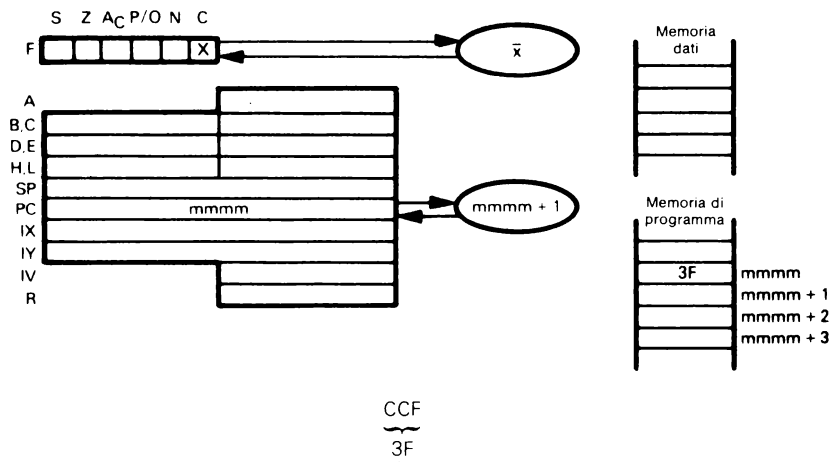 S Z AC P/O N C
F X x̄
Memoria
dati
A
B,C
D,E
H,L
SP
PC mmmm mmmm + 1
IX
IY
IV
R
Memoria di
programma
3F mmmm
mmmm + 1
mmmm + 2
mmmm + 3
CCF
3F